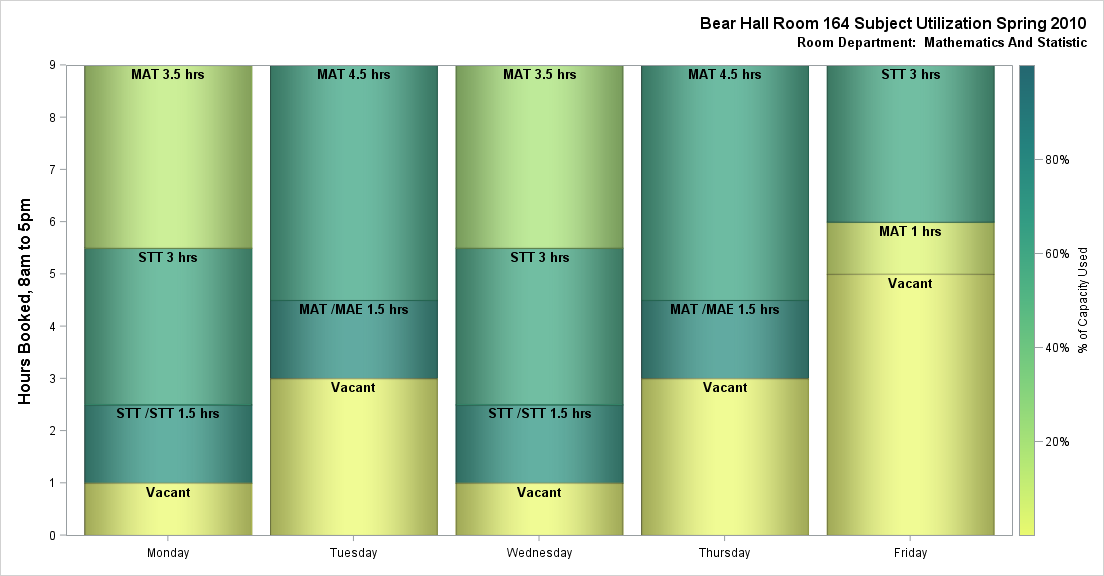 Bear Hall Room 164 Subject Utilization Spring 2010
Room Department:  Mathematics And Statistic
Hours Booked, 8am to 5pm
9
8
7
6
5
4
3
2
1
0
MAT 3.5 hrs
STT 3 hrs
STT /STT 1.5 hrs
Vacant
Monday
MAT 4.5 hrs
MAT /MAE 1.5 hrs
Vacant
Tuesday
MAT 3.5 hrs
STT 3 hrs
STT /STT 1.5 hrs
Vacant
Wednesday
MAT 4.5 hrs
MAT /MAE 1.5 hrs
Vacant
Thursday
STT 3 hrs
MAT 1 hrs
Vacant
Friday
80%
60%
40%
20%
% of Capacity Used